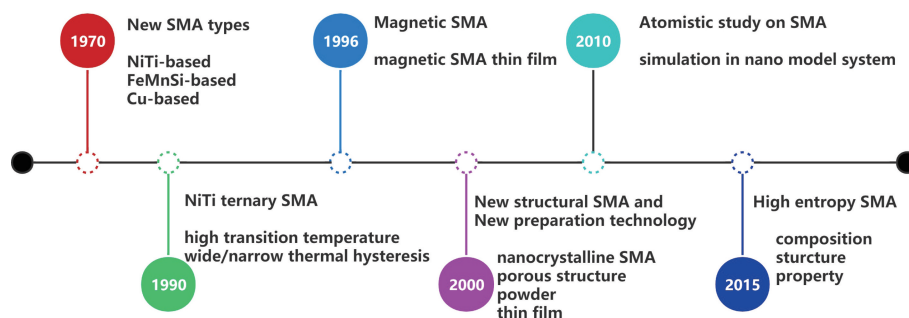 1970
New SMA types
NiTi-based
FeMnSi-based
Cu-based
1996
Magnetic SMA
magnetic SMA thin film
2010
Atomistic study on SMA
simulation in nano model system
NiTi ternary SMA
high transition temperature
wide/narrow thermal hysteresis
1990
New structural SMA and
New preparation technology
nanocrystalline SMA
porous structure
powder
thin film
2000
High entropy SMA
composition
sturcture
property
2015